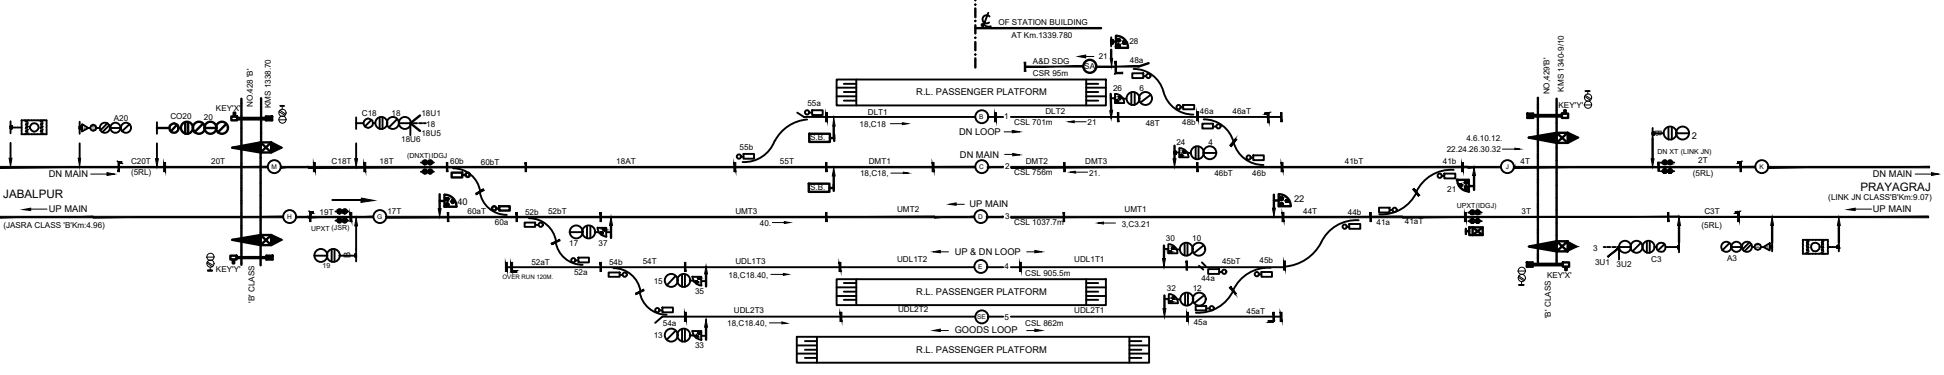 ℄ OF STATION BUILDING
AT Km.1339.780
28
21
A&D SDG
SA
48a
CSR 95m
NO.428 'B'
KMS 1338.70
NO.429'B'
KMS 1340-9/10
R.L. PASSENGER PLATFORM
KEY'X'
KEY'Y'
A20
CO20
20
C18
18
18U1
18
18U5
18U6
55a
26
6
DLT1
B
1
DLT2
46a
46aT
18,C18
CSL 701m
21
48T
48b
DN LOOP
S.B.
4.6.10.12.
22.24.26.30.32
2
DN XT (LINK JN)
C20T
20T
M
C18T
18T
(DNXT)IDGJ
60b
60bT
18AT
55b
55T
DMT1
C
DN MAIN
2
DMT2
DMT3
24
4
46bT
46b
41bT
41b
J
4T
2T
K
(5RL)
18,C18,
CSL 756m
21.
(5RL)
DN MAIN
DN MAIN
S.B.
21
JABALPUR
PRAYAGRAJ
(LINK JN CLASS'B'Km:9.07)
UP MAIN
UP MAIN
(JASRA CLASS 'B'Km:4.96)
H
19T
G
17T
40
60aT
60a
52b
52bT
UMT3
UMT2
D
UP MAIN
3
UMT1
22
44T
44b
41a
41aT
UPXT(IDGJ)
3T
C3T
(5RL)
UPXT (JSR)
40.
CSL 1037.7m
3,C3.21
19
17
37
3
3U1
3U2
C3
A3
UP & DN LOOP
30
10
52aT
52a
54b
54T
UDL1T3
UDL1T2
E
4
UDL1T1
45bT
45b
44a
OVER RUN 120M.
18,C18.40,
CSL 905.5m
15
35
KEY'Y'
KEY'X'
'B' CLASS
'B' CLASS
R.L. PASSENGER PLATFORM
32
12
UDL2T3
UDL2T2
SE
5
UDL2T1
45aT
45a
54a
18,C18.40,
CSL 862m
13
33
GOODS LOOP
R.L. PASSENGER PLATFORM